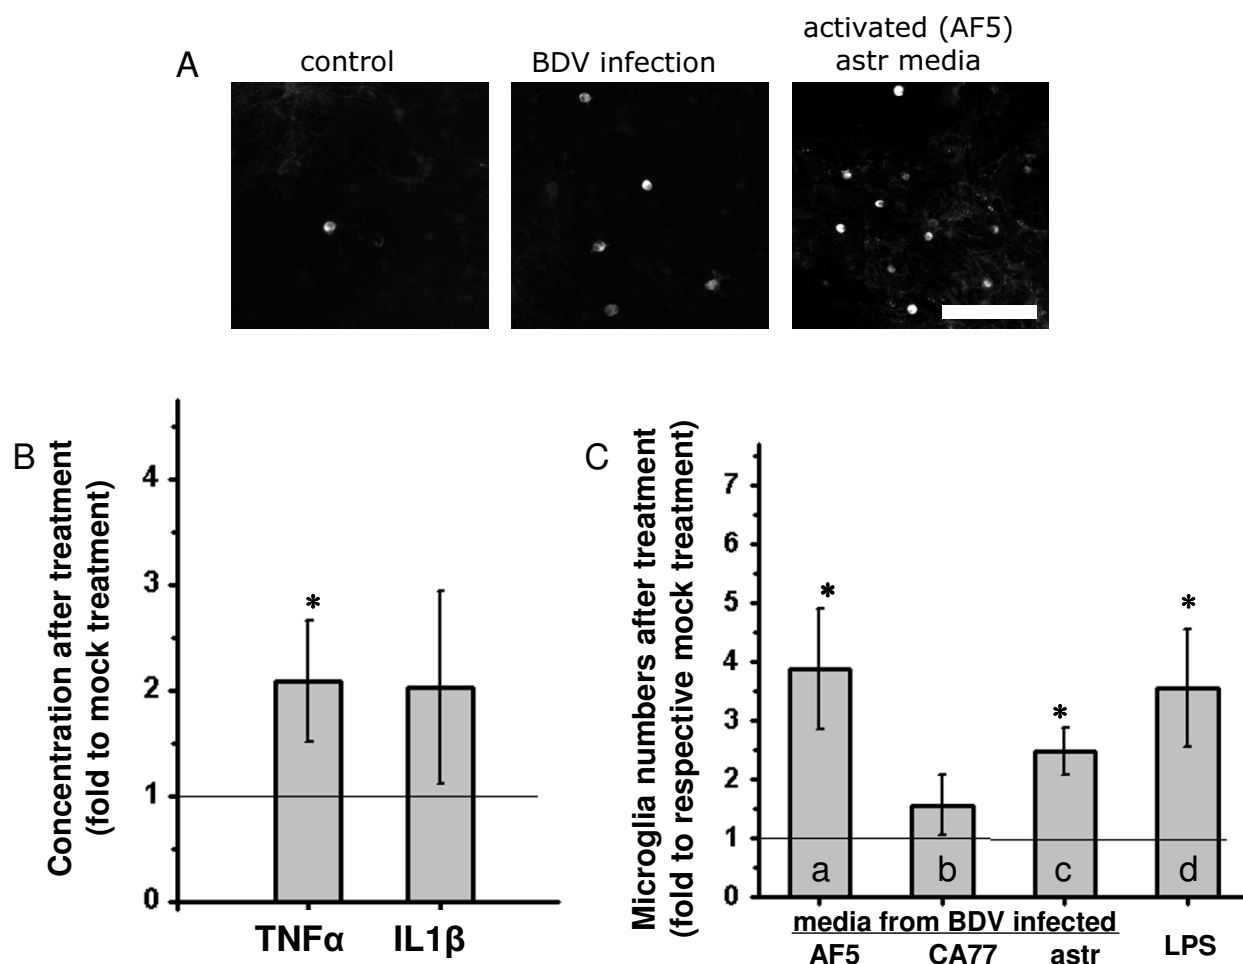 A
control
BDV infection
activated (AF5)
astr media
B
Concentration after treatment
(fold to mock treatment)
4
3
2
1
0
*
TNFα
IL1β
C
Microglia numbers after treatment
(fold to respective mock treatment)
7
6
5
4
3
2
1
0
*
*
*
a
b
c
d
media from BDV infected
AF5
CA77
astr
LPS